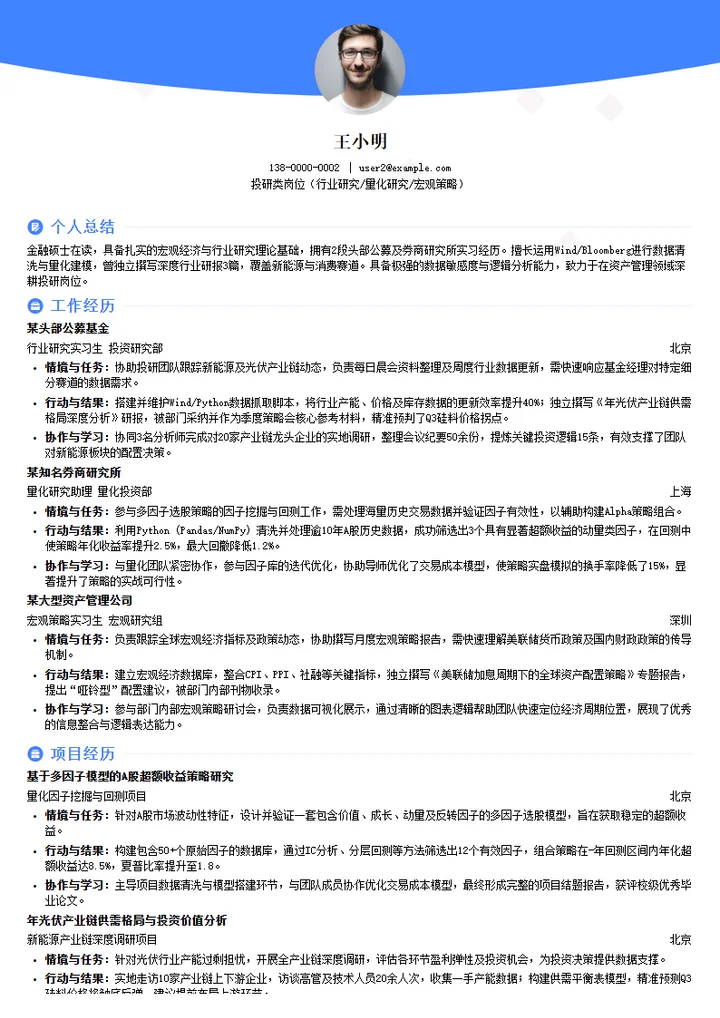 王小明
138-0000-0002 | user2@example.com
投研类岗位（行业研究/量化研究/宏观策略）
个人总结
金融硕士在读，具备扎实的宏观经济与行业研究理论基础，拥有2段头部公募及券商研究所实习经历。擅长运用Wind/Bloomberg进行数据清
洗与量化建模，曾独立撰写深度行业研报3篇，覆盖新能源与消费赛道。具备极强的数据敏感度与逻辑分析能力，致力于在资产管理领域深
耕投研岗位。
工作经历
某头部公募基金
行业研究实习生 投资研究部 北京
• 情境与任务：协助投研团队跟踪新能源及光伏产业链动态，负责每日晨会资料整理及周度行业数据更新，需快速响应基金经理对特定细
分赛道的数据需求。
• 行动与结果：搭建并维护Wind/Python数据抓取脚本，将行业产能、价格及库存数据的更新效率提升40%；独立撰写《年光伏产业链供需
格局深度分析》研报，被部门采纳并作为季度策略会核心参考材料，精准预判了Q3硅料价格拐点。
• 协作与学习：协同3名分析师完成对20家产业链龙头企业的实地调研，整理会议纪要50余份，提炼关键投资逻辑15条，有效支撑了团队
对新能源板块的配置决策。
某知名券商研究所
量化研究助理 量化投资部 上海
• 情境与任务：参与多因子选股策略的因子挖掘与回测工作，需处理海量历史交易数据并验证因子有效性，以辅助构建Alpha策略组合。
• 行动与结果：利用Python (Pandas/NumPy) 清洗并处理逾10年A股历史数据，成功筛选出3个具有显著超额收益的动量类因子，在回测中
使策略年化收益率提升2.5%，最大回撤降低1.2%。
• 协作与学习：与量化团队紧密协作，参与因子库的迭代优化，协助导师优化了交易成本模型，使策略实盘模拟的换手率降低了15%，显
著提升了策略的实战可行性。
某大型资产管理公司
宏观策略实习生 宏观研究组 深圳
• 情境与任务：负责跟踪全球宏观经济指标及政策动态，协助撰写月度宏观策略报告，需快速理解美联储货币政策及国内财政政策的传导
机制。
• 行动与结果：建立宏观经济数据库，整合CPI、PPI、社融等关键指标，独立撰写《美联储加息周期下的全球资产配置策略》专题报告，
提出“哑铃型”配置建议，被部门内部刊物收录。
• 协作与学习：参与部门内部宏观策略研讨会，负责数据可视化展示，通过清晰的图表逻辑帮助团队快速定位经济周期位置，展现了优秀
的信息整合与逻辑表达能力。
项目经历
基于多因子模型的A股超额收益策略研究
量化因子挖掘与回测项目 北京
• 情境与任务：针对A股市场波动性特征，设计并验证一套包含价值、成长、动量及反转因子的多因子选股模型，旨在获取稳定的超额收
益。
• 行动与结果：构建包含50+个原始因子的数据库，通过IC分析、分层回测等方法筛选出12个有效因子，组合策略在-年回测区间内年化超
额收益达8.5%，夏普比率提升至1.8。
• 协作与学习：主导项目数据清洗与模型搭建环节，与团队成员协作优化交易成本模型，最终形成完整的项目结题报告，获评校级优秀毕
业论文。
年光伏产业链供需格局与投资价值分析
新能源产业链深度调研项目 北京
• 情境与任务：针对光伏行业产能过剩担忧，开展全产业链深度调研，评估各环节盈利弹性及投资机会，为投资决策提供数据支撑。
• 行动与结果：实地走访10家产业链上下游企业，访谈高管及技术人员20余人次，收集一手产能数据；构建供需平衡表模型，精准预测Q3